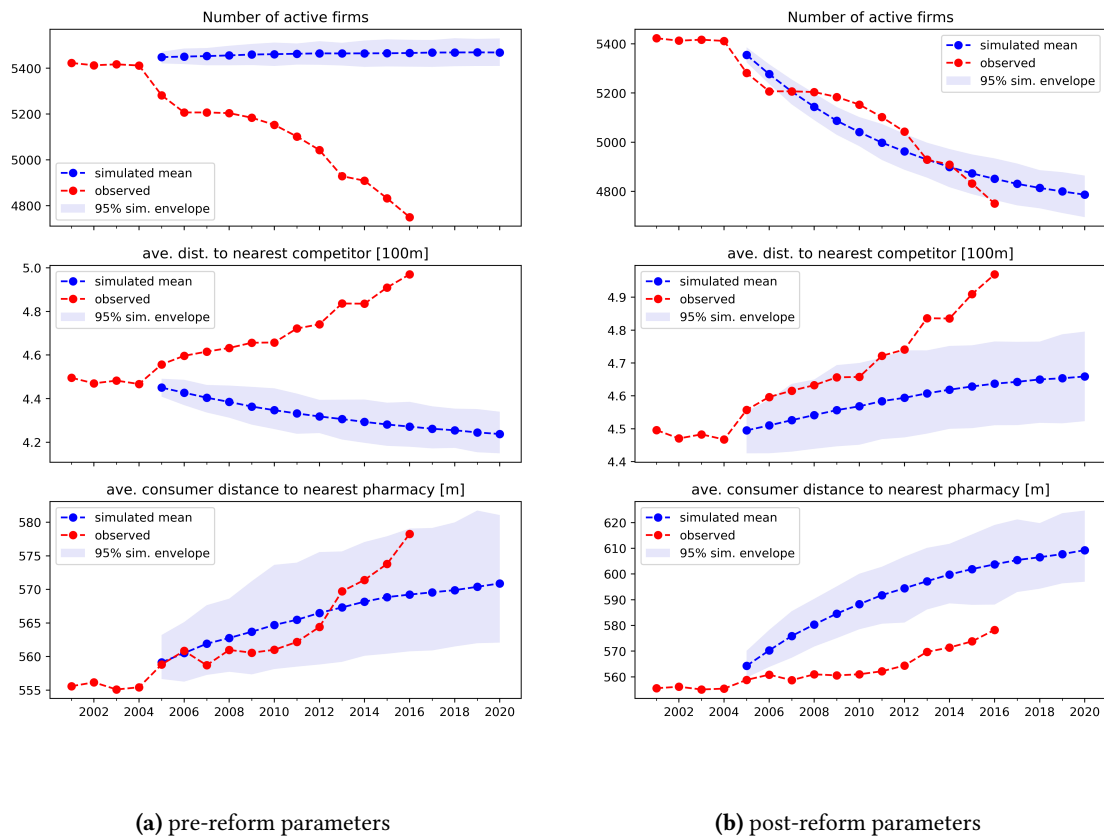 Number of active firms
5400
5200
5000
4800
simulated mean
observed
95% sim. envelope
ave. dist. to nearest competitor [100m]
5.0
4.8
4.6
4.4
4.2
simulated mean
observed
95% sim. envelope
ave. consumer distance to nearest pharmacy [m]
580
575
570
565
560
555
simulated mean
observed
95% sim. envelope
2002 2004 2006 2008 2010 2012 2014 2016 2018 2020
(a) pre-reform parameters
Number of active firms
5400
5200
5000
4800
simulated mean
observed
95% sim. envelope
ave. dist. to nearest competitor [100m]
4.9
4.8
4.7
4.6
4.5
4.4
simulated mean
observed
95% sim. envelope
ave. consumer distance to nearest pharmacy [m]
620
610
600
590
580
570
560
simulated mean
observed
95% sim. envelope
2002 2004 2006 2008 2010 2012 2014 2016 2018 2020
(b) post-reform parameters